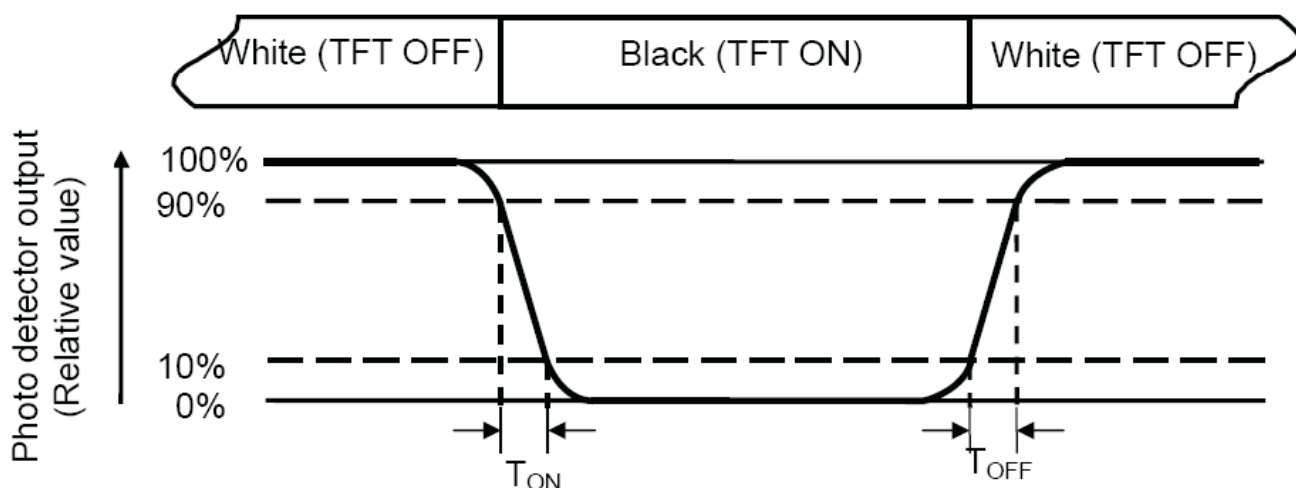 White (TFT OFF)
Black (TFT ON)
White (TFT OFF)
Photo detector output
(Relative value)
100%
90%
10%
0%
TON
TOFF